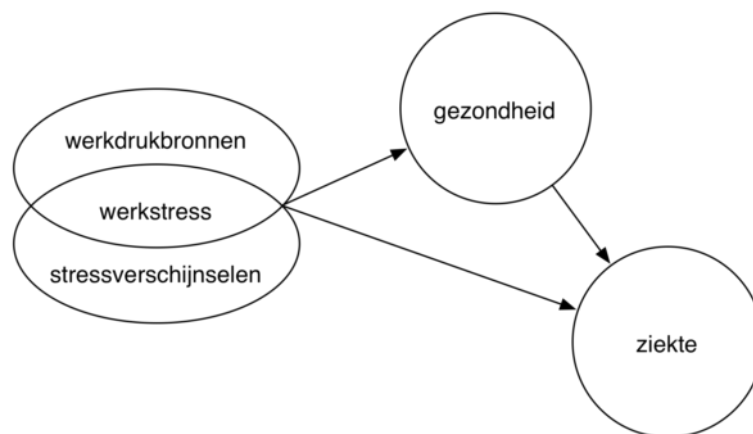 gezondheid
werkdrukbronnen
werkstress
stressverschijnselen
ziekte